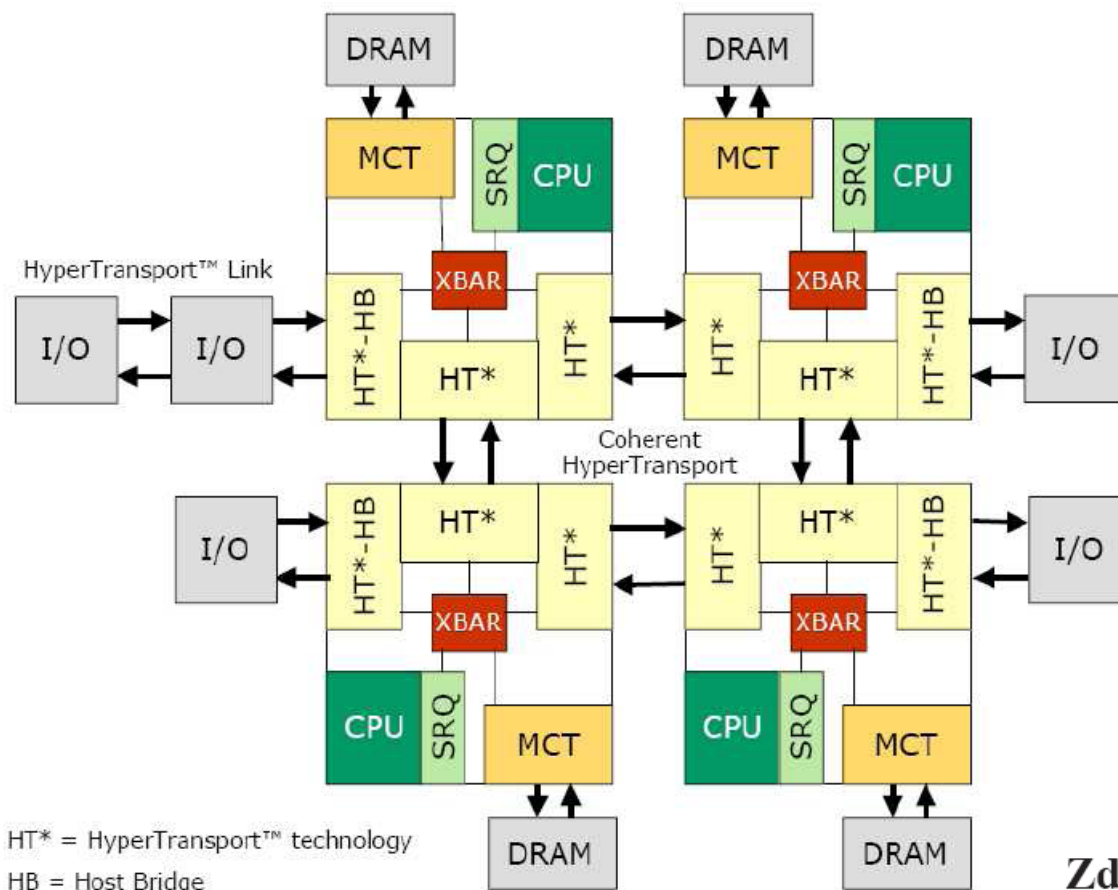 DRAM
DRAM
MCT
SRQ
CPU
MCT
SRQ
CPU
HyperTransport™ Link
XBAR
XBAR
I/O
I/O
HT*-HB
HT*
HT*
HT*
HT*
HT*-HB
I/O
Coherent
HyperTransport
I/O
HT*-HB
HT*
HT*
HT*
HT*
HT*-HB
I/O
XBAR
XBAR
CPU
SRQ
MCT
CPU
SRQ
MCT
HT* = HyperTransport™ technology
DRAM
DRAM
HB = Host Bridge
Zd